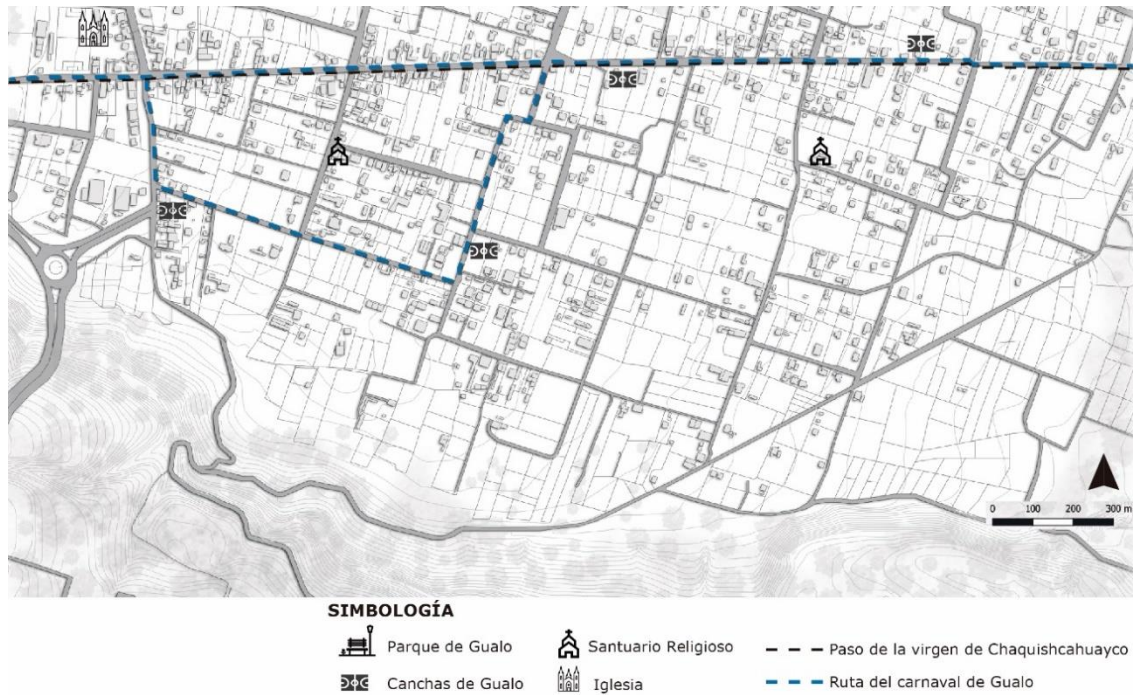 0 100 200 300 m
SIMBOLOGÍA
Parque de Gualo
Santuario Religioso
Paso de la virgen de Chaquishcahuayco
Canchas de Gualo
Iglesia
Ruta del carnaval de Gualo